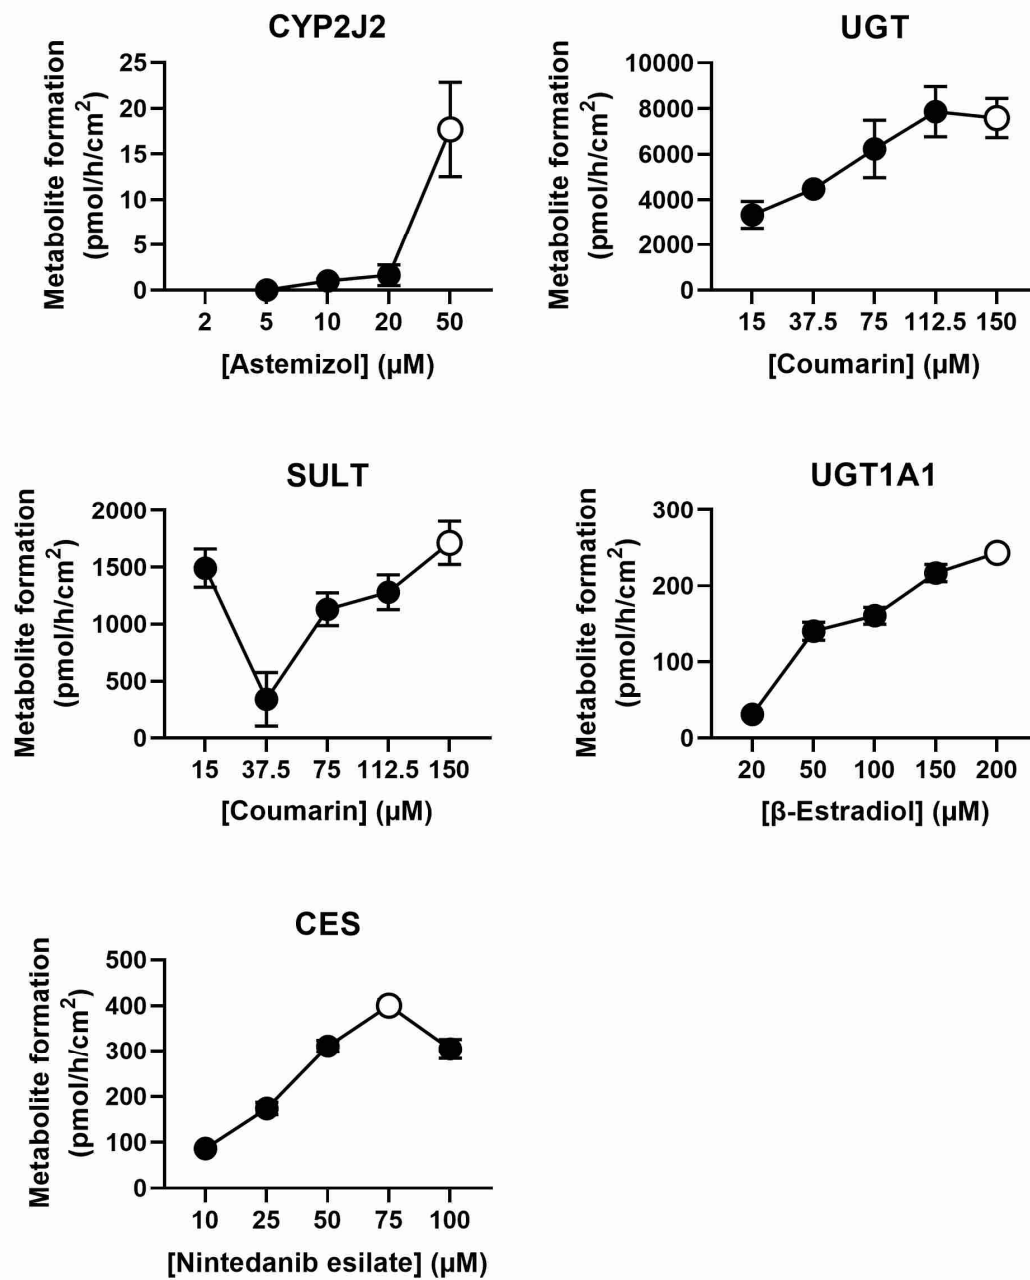 CYP2J2
Metabolite formation
(pmol/h/cm²)
25
20
15
10
5
0
2 5 10 20 50
[Astemizol] (µM)
UGT
Metabolite formation
(pmol/h/cm²)
10000
8000
6000
4000
2000
0
15 37.5 75 112.5 150
[Coumarin] (µM)
SULT
Metabolite formation
(pmol/h/cm²)
2000
1500
1000
500
0
15 37.5 75 112.5 150
[Coumarin] (µM)
UGT1A1
Metabolite formation
(pmol/h/cm²)
300
200
100
0
20 50 100 150 200
[β-Estradiol] (µM)
CES
Metabolite formation
(pmol/h/cm²)
500
400
300
200
100
0
10 25 50 75 100
[Nintedanib esilate] (µM)